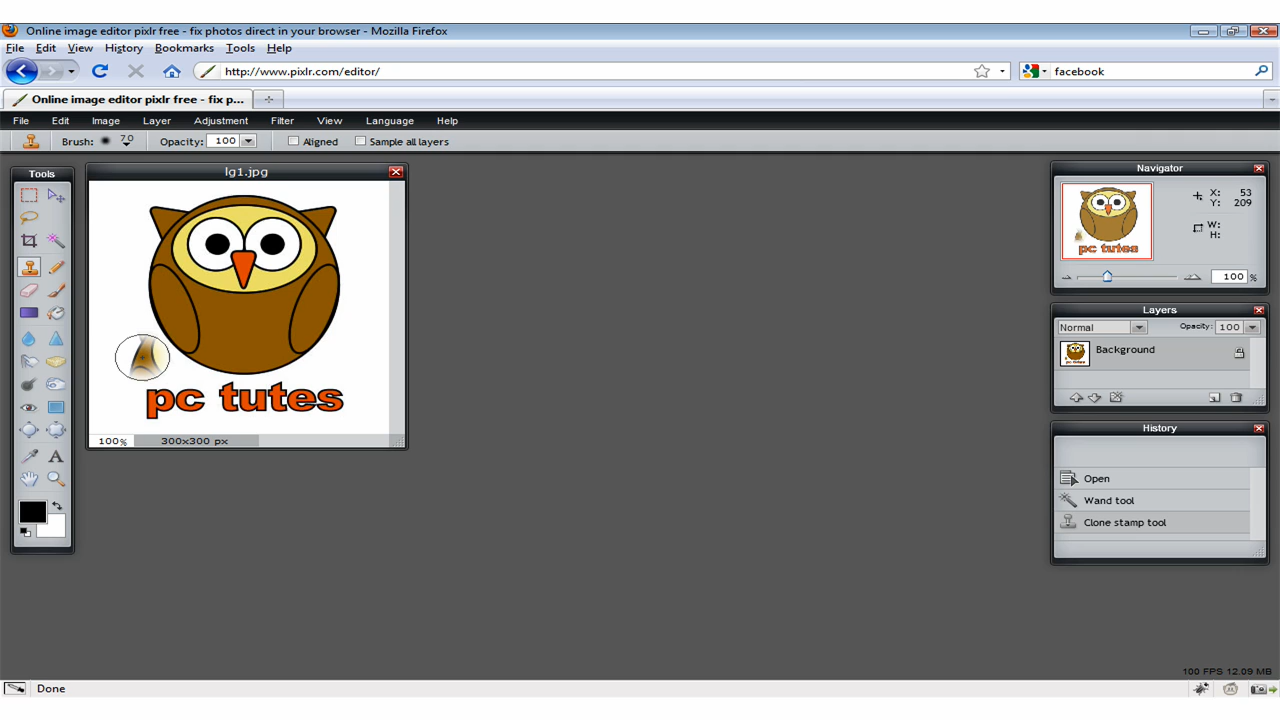 Online image editor pixlr free - fix photos direct in your browser - Mozilla Firefox
File Edit View History Bookmarks Tools Help
http://www.pixlr.com/editor/ facebook
Online image editor pixlr free - fix p...
File Edit Image Layer Adjustment Filter View Language Help
Brush: 70 Opacity: 100 Aligned Sample all layers
Tools
lg1.jpg
pc tutes
100% 300x300 px
Navigator
X: 53
Y: 209
W:
H:
pc tutes
100 %
Layers
Normal Opacity: 100
Background
History
Open
Wand tool
Clone stamp tool
100 FPS 12.09 MB
Done